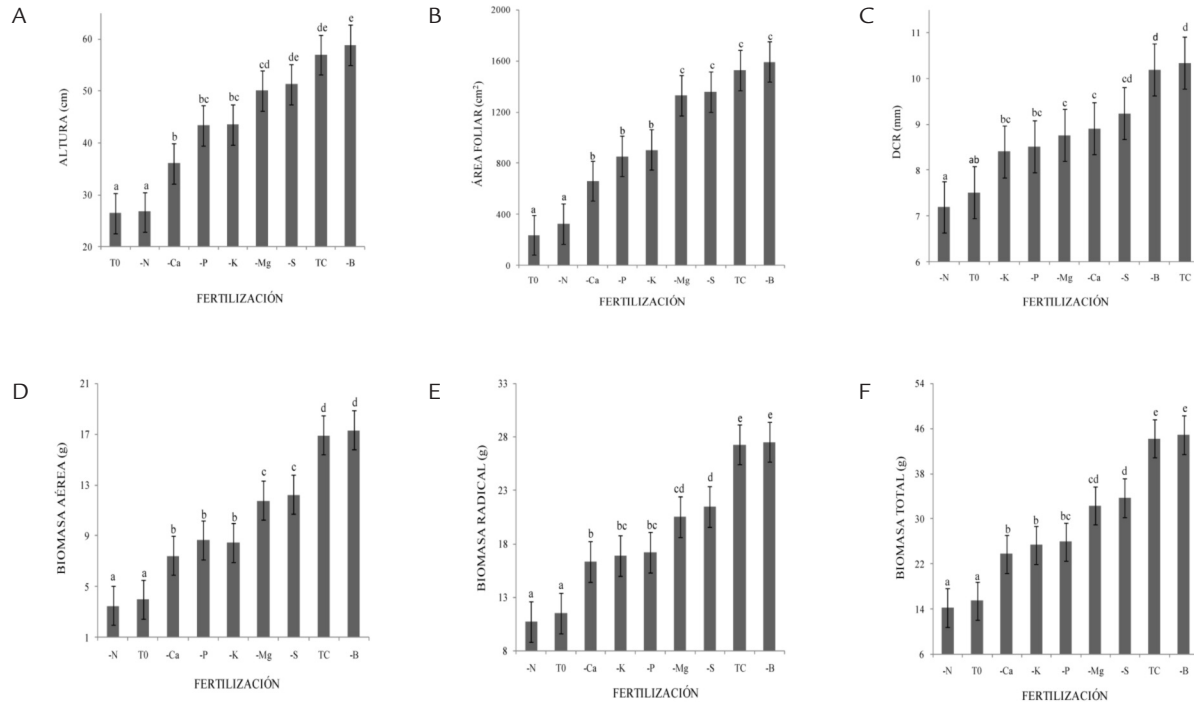 A
ALTURA (cm)
60
50
40
30
20
a
a
b
bc
bc
cd
de
de
e
T0 -N -Ca -P -K -Mg -S TC -B
FERTILIZACIÓN
B
ÁREA FOLIAR (cm²)
2000
1600
1200
800
400
0
a
a
b
b
b
c
c
c
c
T0 -N -Ca -P -K -Mg -S TC -B
FERTILIZACIÓN
C
DCR (mm)
11
10
9
8
7
6
a
ab
bc
bc
c
c
cd
d
d
-N T0 -K -P -Mg -Ca -S -B TC
FERTILIZACIÓN
D
BIOMASA AÉREA (g)
21
17
13
9
5
1
a
a
b
b
b
c
c
d
d
-N T0 -Ca -P -K -Mg -S TC -B
FERTILIZACIÓN
E
BIOMASA RADICAL (g)
28
23
18
13
8
a
a
b
bc
bc
cd
d
e
e
-N T0 -Ca -K -P -Mg -S TC -B
FERTILIZACIÓN
F
BIOMASA TOTAL (g)
54
46
38
30
22
14
6
a
a
b
b
bc
cd
d
e
e
-N T0 -Ca -K -P -Mg -S TC -B
FERTILIZACIÓN